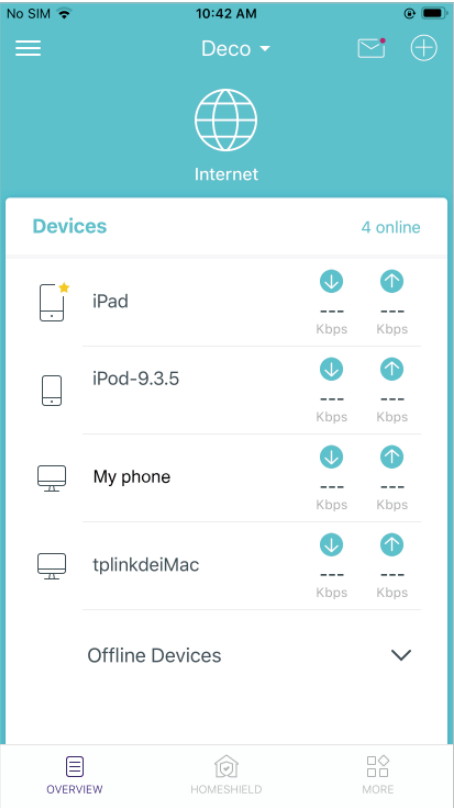 No SIM 10:42 AM
Deco
Internet
Devices 4 online
iPad
--- ---
Kbps Kbps
iPod-9.3.5
--- ---
Kbps Kbps
My phone
--- ---
Kbps Kbps
tplinkdeiMac
--- ---
Kbps Kbps
Offline Devices
OVERVIEW HOMESHIELD MORE